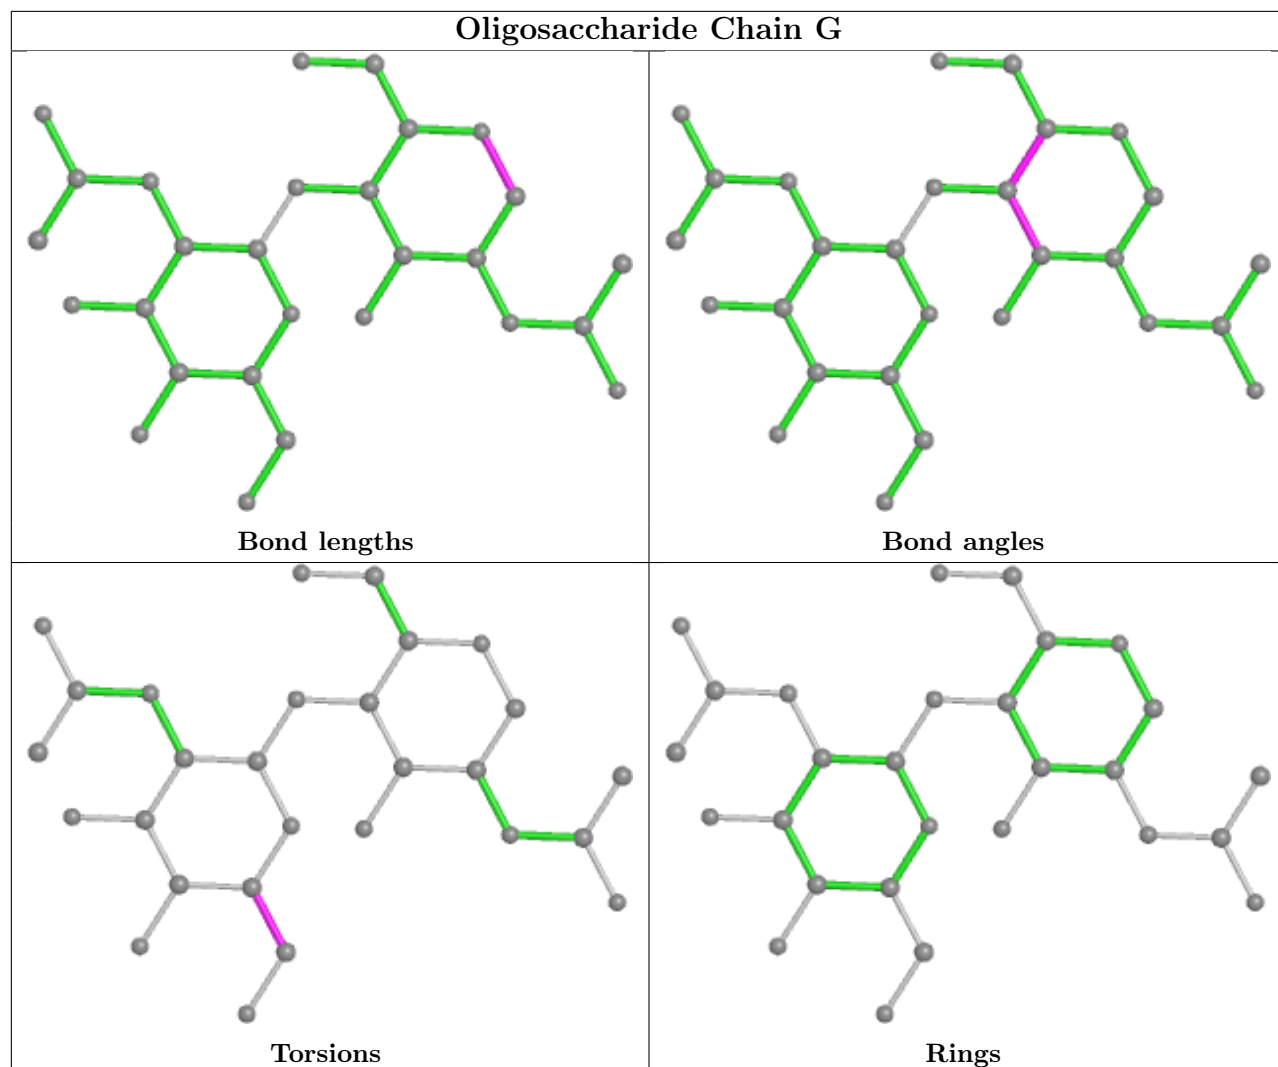 Oligosaccharide Chain G
Bond lengths
Bond angles
Torsions
Rings